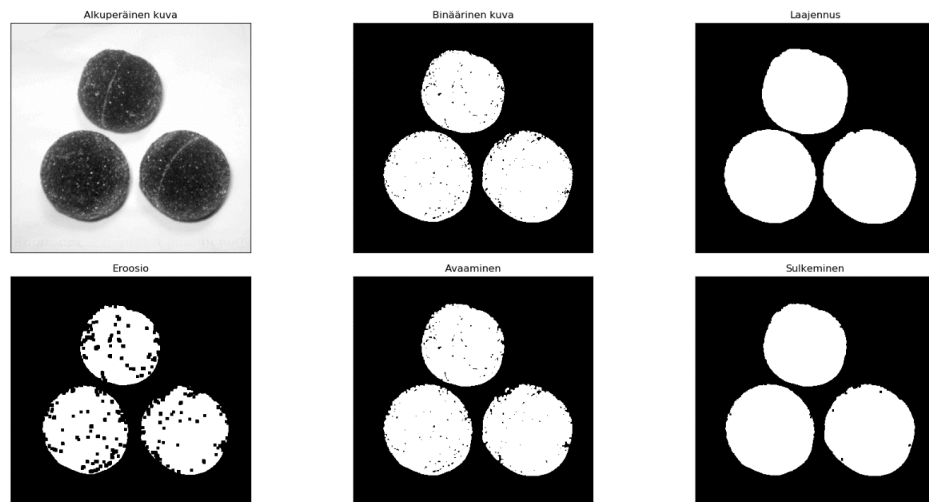 Alkuperäinen kuva
Binäärinen kuva
Laajennus
Eroosio
Avaaminen
Sulkeminen